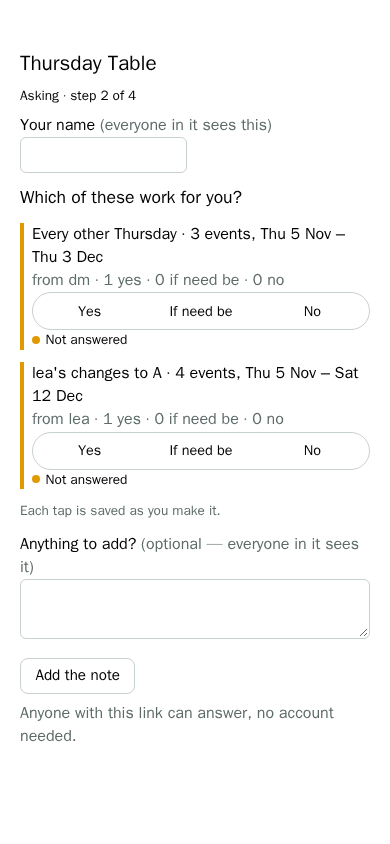 Thursday Table
Asking · step 2 of 4
Your name (everyone in it sees this)
Which of these work for you?
Every other Thursday · 3 events, Thu 5 Nov –
Thu 3 Dec
from dm · 1 yes · 0 if need be · 0 no
Yes If need be No
Not answered
lea's changes to A · 4 events, Thu 5 Nov – Sat
12 Dec
from lea · 1 yes · 0 if need be · 0 no
Yes If need be No
Not answered
Each tap is saved as you make it.
Anything to add? (optional — everyone in it sees
it)
Add the note
Anyone with this link can answer, no account
needed.